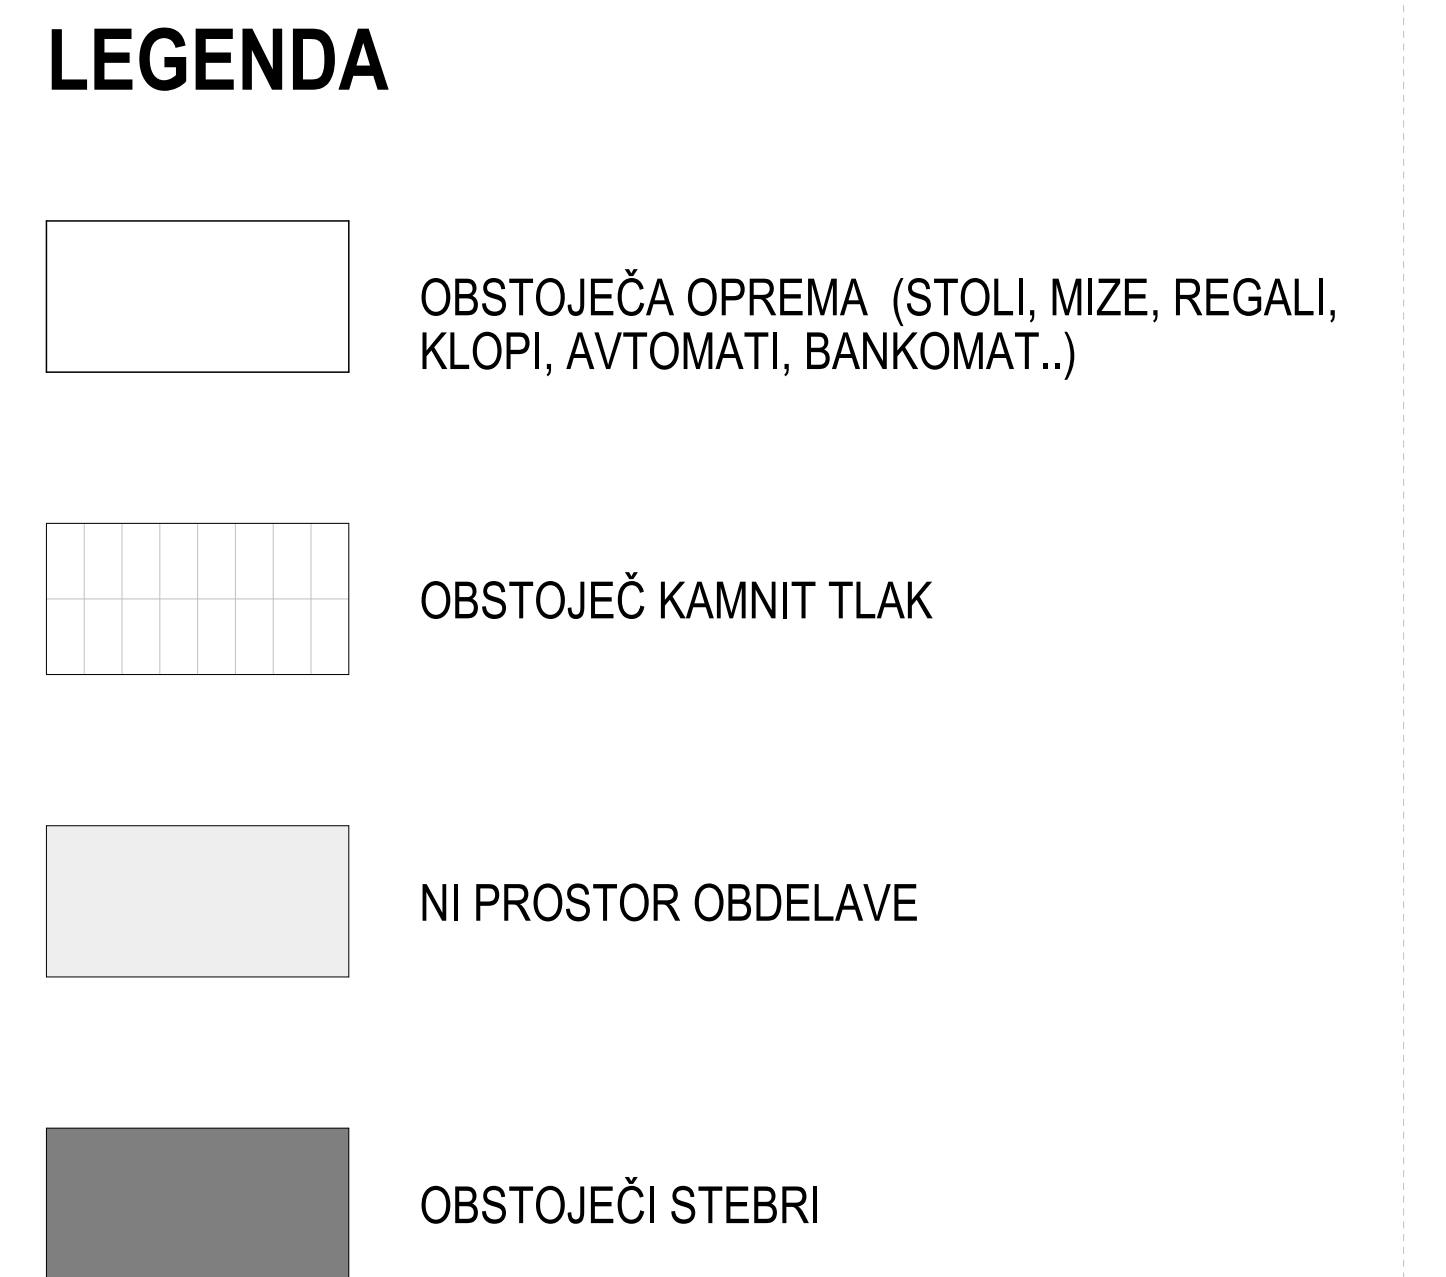 LEGENDA
OBSTOJEČA OPREMA  (STOLI, MIZE, REGALI,
KLOPI, AVTOMATI, BANKOMAT..)
OBSTOJEČ KAMNIT TLAK
NI PROSTOR OBDELAVE
OBSTOJEČI STEBRI